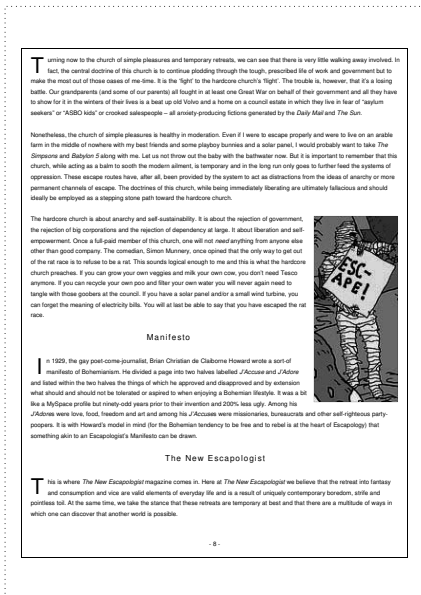 Turning now to the church of simple pleasures and temporary retreats, we can see that there is very little walking away involved. In
fact, the central doctrine of this church is to continue plodding through the tough, prescribed life of work and government but to
make the most out of those oases of me-time. It is the 'fight' to the hardcore church's 'flight'. The trouble is, however, that it's a losing
battle. Our grandparents (and some of our parents) all fought in at least one Great War on behalf of their government and all they have
to show for it in the winters of their lives is a beat up old Volvo and a home on a council estate in which they live in fear of "asylum
seekers" or "ASBO kids" or crooked salespeople – all anxiety-producing fictions generated by the Daily Mail and The Sun.
Nonetheless, the church of simple pleasures is healthy in moderation. Even if I were to escape properly and were to live on an arable
farm in the middle of nowhere with my best friends and some playboy bunnies and a solar panel, I would probably want to take The
Simpsons and Babylon 5 along with me. Let us not throw out the baby with the bathwater now. But it is important to remember that this
church, while acting as a balm to sooth the modern ailment, is temporary and in the long run only goes to further feed the systems of
oppression. These escape routes have, after all, been provided by the system to act as distractions from the ideas of anarchy or more
permanent channels of escape. The doctrines of this church, while being immediately liberating are ultimately fallacious and should
ideally be employed as a stepping stone path toward the hardcore church.
The hardcore church is about anarchy and self-sustainability. It is about the rejection of government,
the rejection of big corporations and the rejection of dependency at large. It about liberation and self-
empowerment. Once a full-paid member of this church, one will not need anything from anyone else
other than good company. The comedian, Simon Munnery, once opined that the only way to get out
of the rat race is to refuse to be a rat. This sounds logical enough to me and this is what the hardcore
church preaches. If you can grow your own veggies and milk your own cow, you don't need Tesco
anymore. If you can recycle your own poo and filter your own water you will never again need to
tangle with those goobers at the council. If you have a solar panel and/or a small wind turbine, you
can forget the meaning of electricity bills. You will at last be able to say that you have escaped the rat
race.
ESC-
APE!
Manifesto
In 1929, the gay poet-come-journalist, Brian Christian de Claiborne Howard wrote a sort-of
manifesto of Bohemianism. He divided a page into two halves labelled J'Accuse and J'Adore
and listed within the two halves the things of which he approved and disapproved and by extension
what should and should not be tolerated or aspired to when enjoying a Bohemian lifestyle. It was a bit
like a MySpace profile but ninety-odd years prior to their invention and 200% less ugly. Among his
J'Adores were love, food, freedom and art and among his J'Accuses were missionaries, bureaucrats and other self-righteous party-
poopers. It is with Howard's model in mind (for the Bohemian tendency to be free and to rebel is at the heart of Escapology) that
something akin to an Escapologist's Manifesto can be drawn.
The New Escapologist
This is where The New Escapologist magazine comes in. Here at The New Escapologist we believe that the retreat into fantasy
and consumption and vice are valid elements of everyday life and is a result of uniquely contemporary boredom, strife and
pointless toil. At the same time, we take the stance that these retreats are temporary at best and that there are a multitude of ways in
which one can discover that another world is possible.
- 8 -